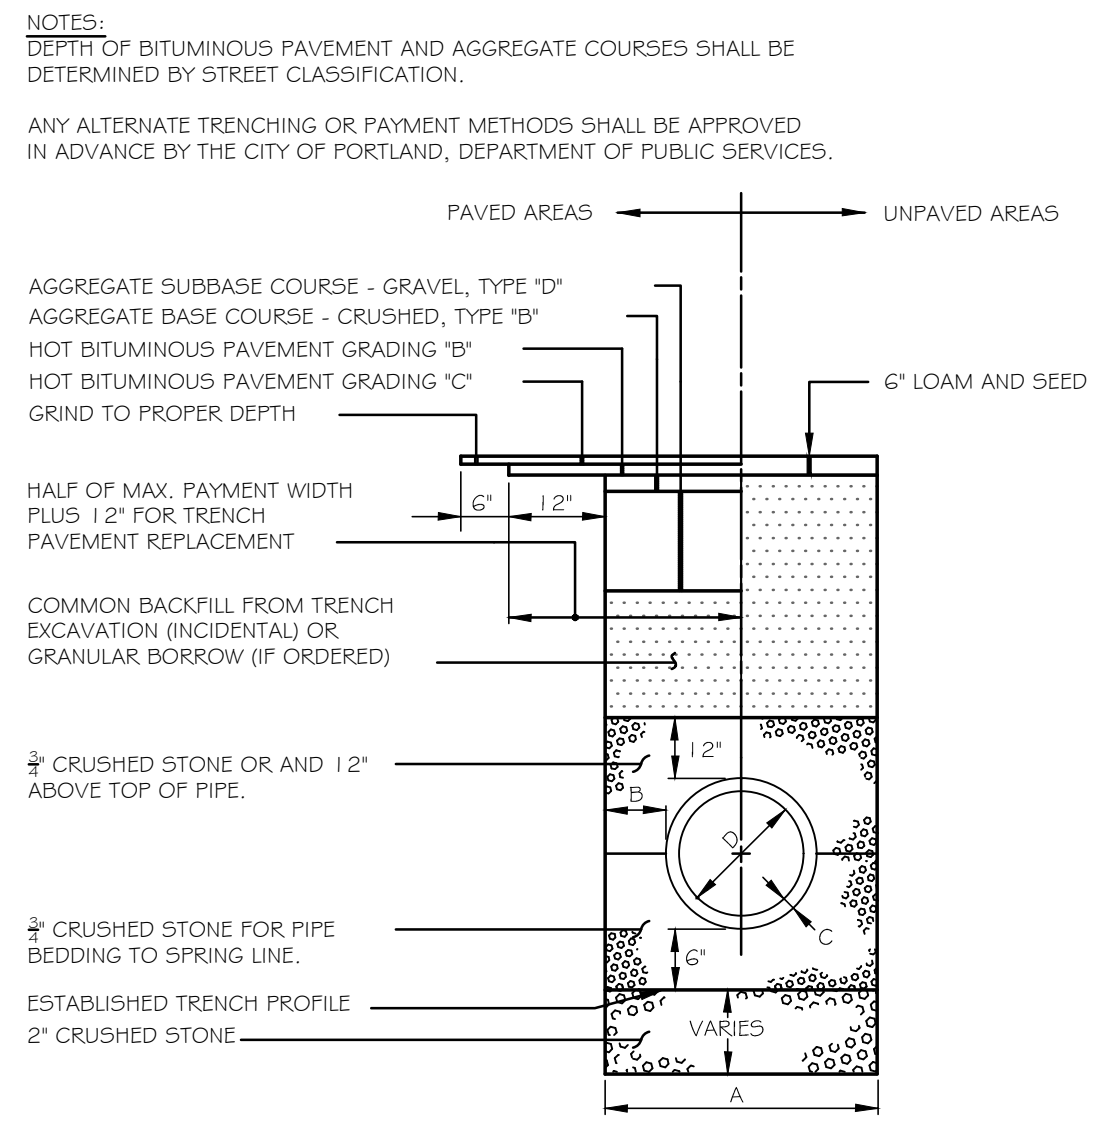 NOTES:
DEPTH OF BITUMINOUS PAVEMENT AND AGGREGATE COURSES SHALL BE
DETERMINED BY STREET CLASSIFICATION.
ANY ALTERNATE TRENCHING OR PAYMENT METHODS SHALL BE APPROVED
IN ADVANCE BY THE CITY OF PORTLAND, DEPARTMENT OF PUBLIC SERVICES.
PAVED AREAS
UNPAVED AREAS
AGGREGATE SUBBASE COURSE - GRAVEL, TYPE "D"
AGGREGATE BASE COURSE - CRUSHED, TYPE "B"
HOT BITUMINOUS PAVEMENT GRADING "B"
HOT BITUMINOUS PAVEMENT GRADING "C"
6" LOAM AND SEED
GRIND TO PROPER DEPTH
HALF OF MAX. PAYMENT WIDTH
PLUS 12" FOR TRENCH
PAVEMENT REPLACEMENT
6"
12"
COMMON BACKFILL FROM TRENCH
EXCAVATION (INCIDENTAL) OR
GRANULAR BORROW (IF ORDERED)
12"
3/4" CRUSHED STONE OR AND 12"
ABOVE TOP OF PIPE.
B
D
3/4" CRUSHED STONE FOR PIPE
BEDDING TO SPRING LINE.
C
6"
ESTABLISHED TRENCH PROFILE
2" CRUSHED STONE
VARIES
A